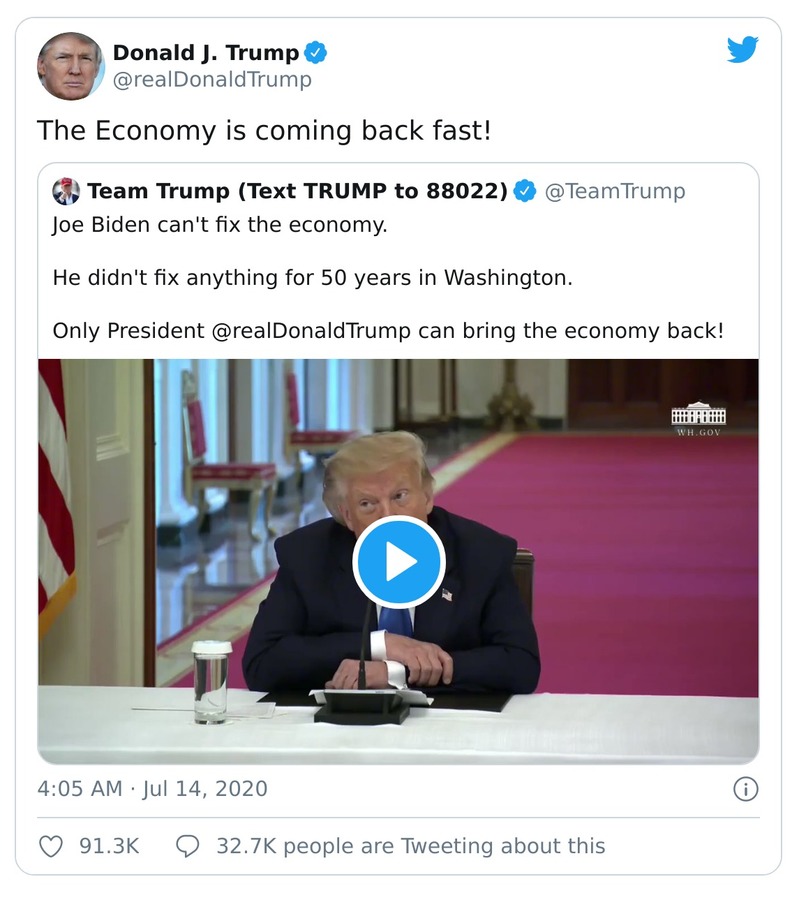 Donald J. Trump
@realDonaldTrump
The Economy is coming back fast!
Team Trump (Text TRUMP to 88022) @TeamTrump
Joe Biden can't fix the economy.
He didn't fix anything for 50 years in Washington.
Only President @realDonaldTrump can bring the economy back!
WH.GOV
4:05 AM · Jul 14, 2020
91.3K 32.7K people are Tweeting about this